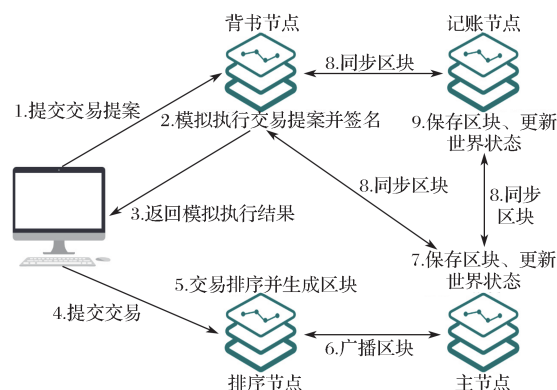 背书节点
记账节点
8.同步区块
1.提交交易提案
2.模拟执行交易提案并签名
9.保存区块、更新
世界状态
8.同步区块
8.同步
区块
3.返回模拟执行结果
7.保存区块、更新
世界状态
5.交易排序并生成区块
4.提交交易
6.广播区块
排序节点
主节点